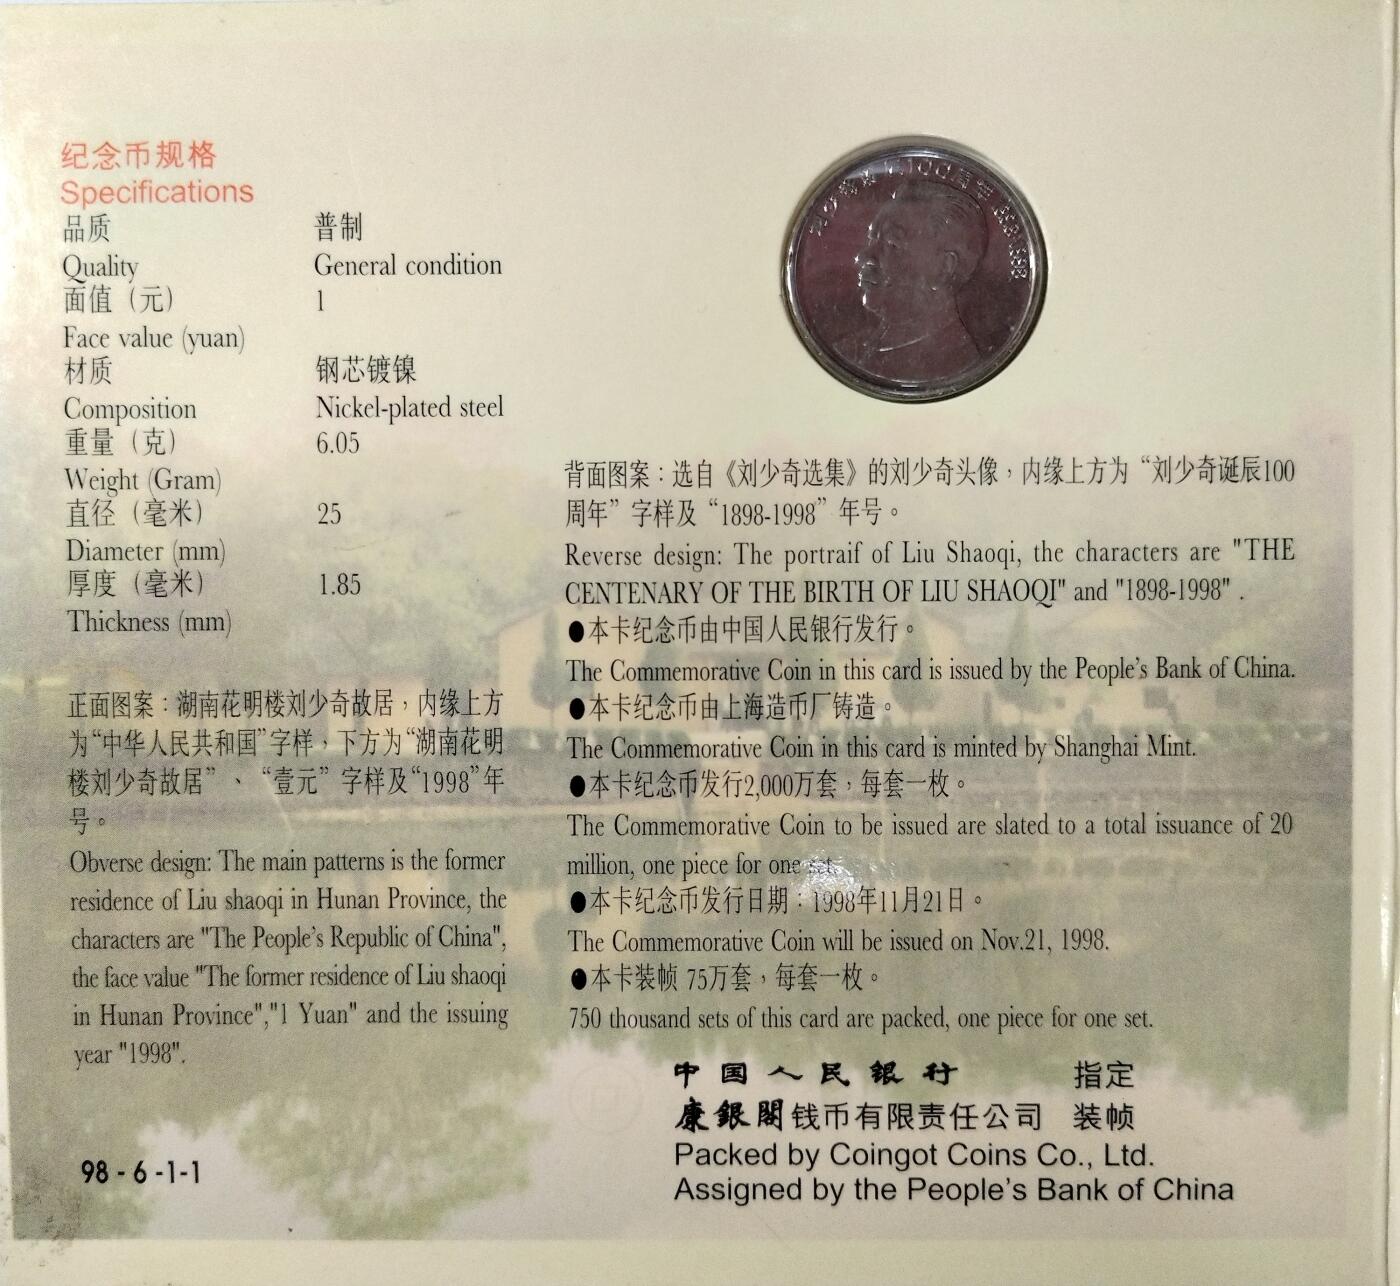 纪念币规格
Specifications
品质 普制
Quality General condition
面值（元） 1
Face value (yuan)
材质 钢芯镀镍
Composition Nickel-plated steel
重量（克） 6.05
Weight (Gram)
直径（毫米） 25
Diameter (mm)
厚度（毫米） 1.85
Thickness (mm)
正面图案：湖南花明楼刘少奇故居，内缘上方
为“中华人民共和国”字样，下方为“湖南花明
楼刘少奇故居”、“壹元”字样及“1998”年
号。
Obverse design: The main patterns is the former
residence of Liu shaoqi in Hunan Province, the
characters are "The People's Republic of China",
the face value "The former residence of Liu shaoqi
in Hunan Province","1 Yuan" and the issuing
year "1998".
98-6-1-1
刘少奇诞辰100周年 1898-1998
背面图案：选自《刘少奇选集》的刘少奇头像，内缘上方为“刘少奇诞辰100
周年”字样及“1898-1998”年号。
Reverse design: The portraif of Liu Shaoqi, the characters are "THE
CENTENARY OF THE BIRTH OF LIU SHAOQI" and "1898-1998" .
●本卡纪念币由中国人民银行发行。
The Commemorative Coin in this card is issued by the People's Bank of China.
●本卡纪念币由上海造币厂铸造。
The Commemorative Coin in this card is minted by Shanghai Mint.
●本卡纪念币发行2,000万套，每套一枚。
The Commemorative Coin to be issued are slated to a total issuance of 20
million, one piece for one set.
●本卡纪念币发行日期：1998年11月21日。
The Commemorative Coin will be issued on Nov.21, 1998.
●本卡装帧 75万套，每套一枚。
750 thousand sets of this card are packed, one piece for one set.
中国人民银行 指定
康銀閣钱币有限责任公司 装帧
Packed by Coingot Coins Co., Ltd.
Assigned by the People's Bank of China